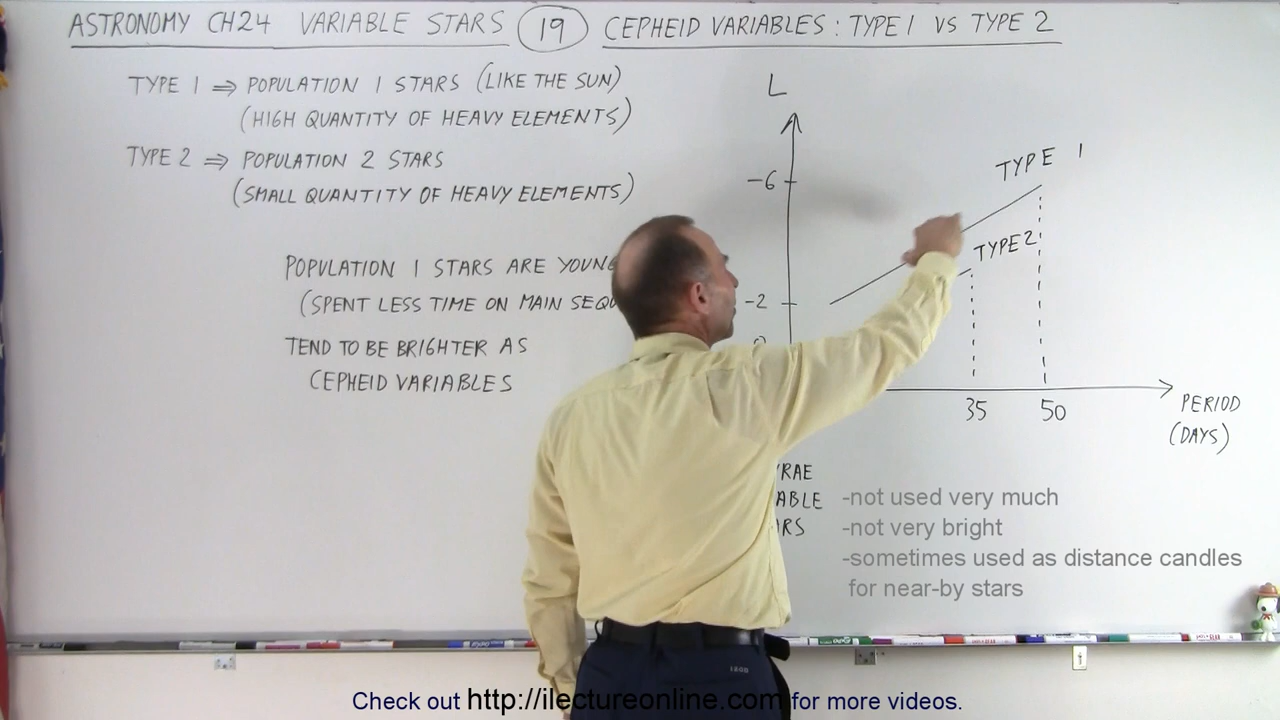 ASTRONOMY CH24 VARIABLE STARS 19 CEPHEID VARIABLES: TYPE 1 VS TYPE 2
TYPE 1 ⇒ POPULATION 1 STARS (LIKE THE SUN)
(HIGH QUANTITY OF HEAVY ELEMENTS)
TYPE 2 ⇒ POPULATION 2 STARS
(SMALL QUANTITY OF HEAVY ELEMENTS)
POPULATION 1 STARS ARE YOUNG
(SPENT LESS TIME ON MAIN SEQU
TEND TO BE BRIGHTER AS
CEPHEID VARIABLES
L
-6
-2
TYPE 1
TYPE 2
35 50
PERIOD
(DAYS)
YRAE
ABLE
RS
-not used very much
-not very bright
-sometimes used as distance candles
for near-by stars
IZOD
Check out http://ilectureonline.com for more videos.